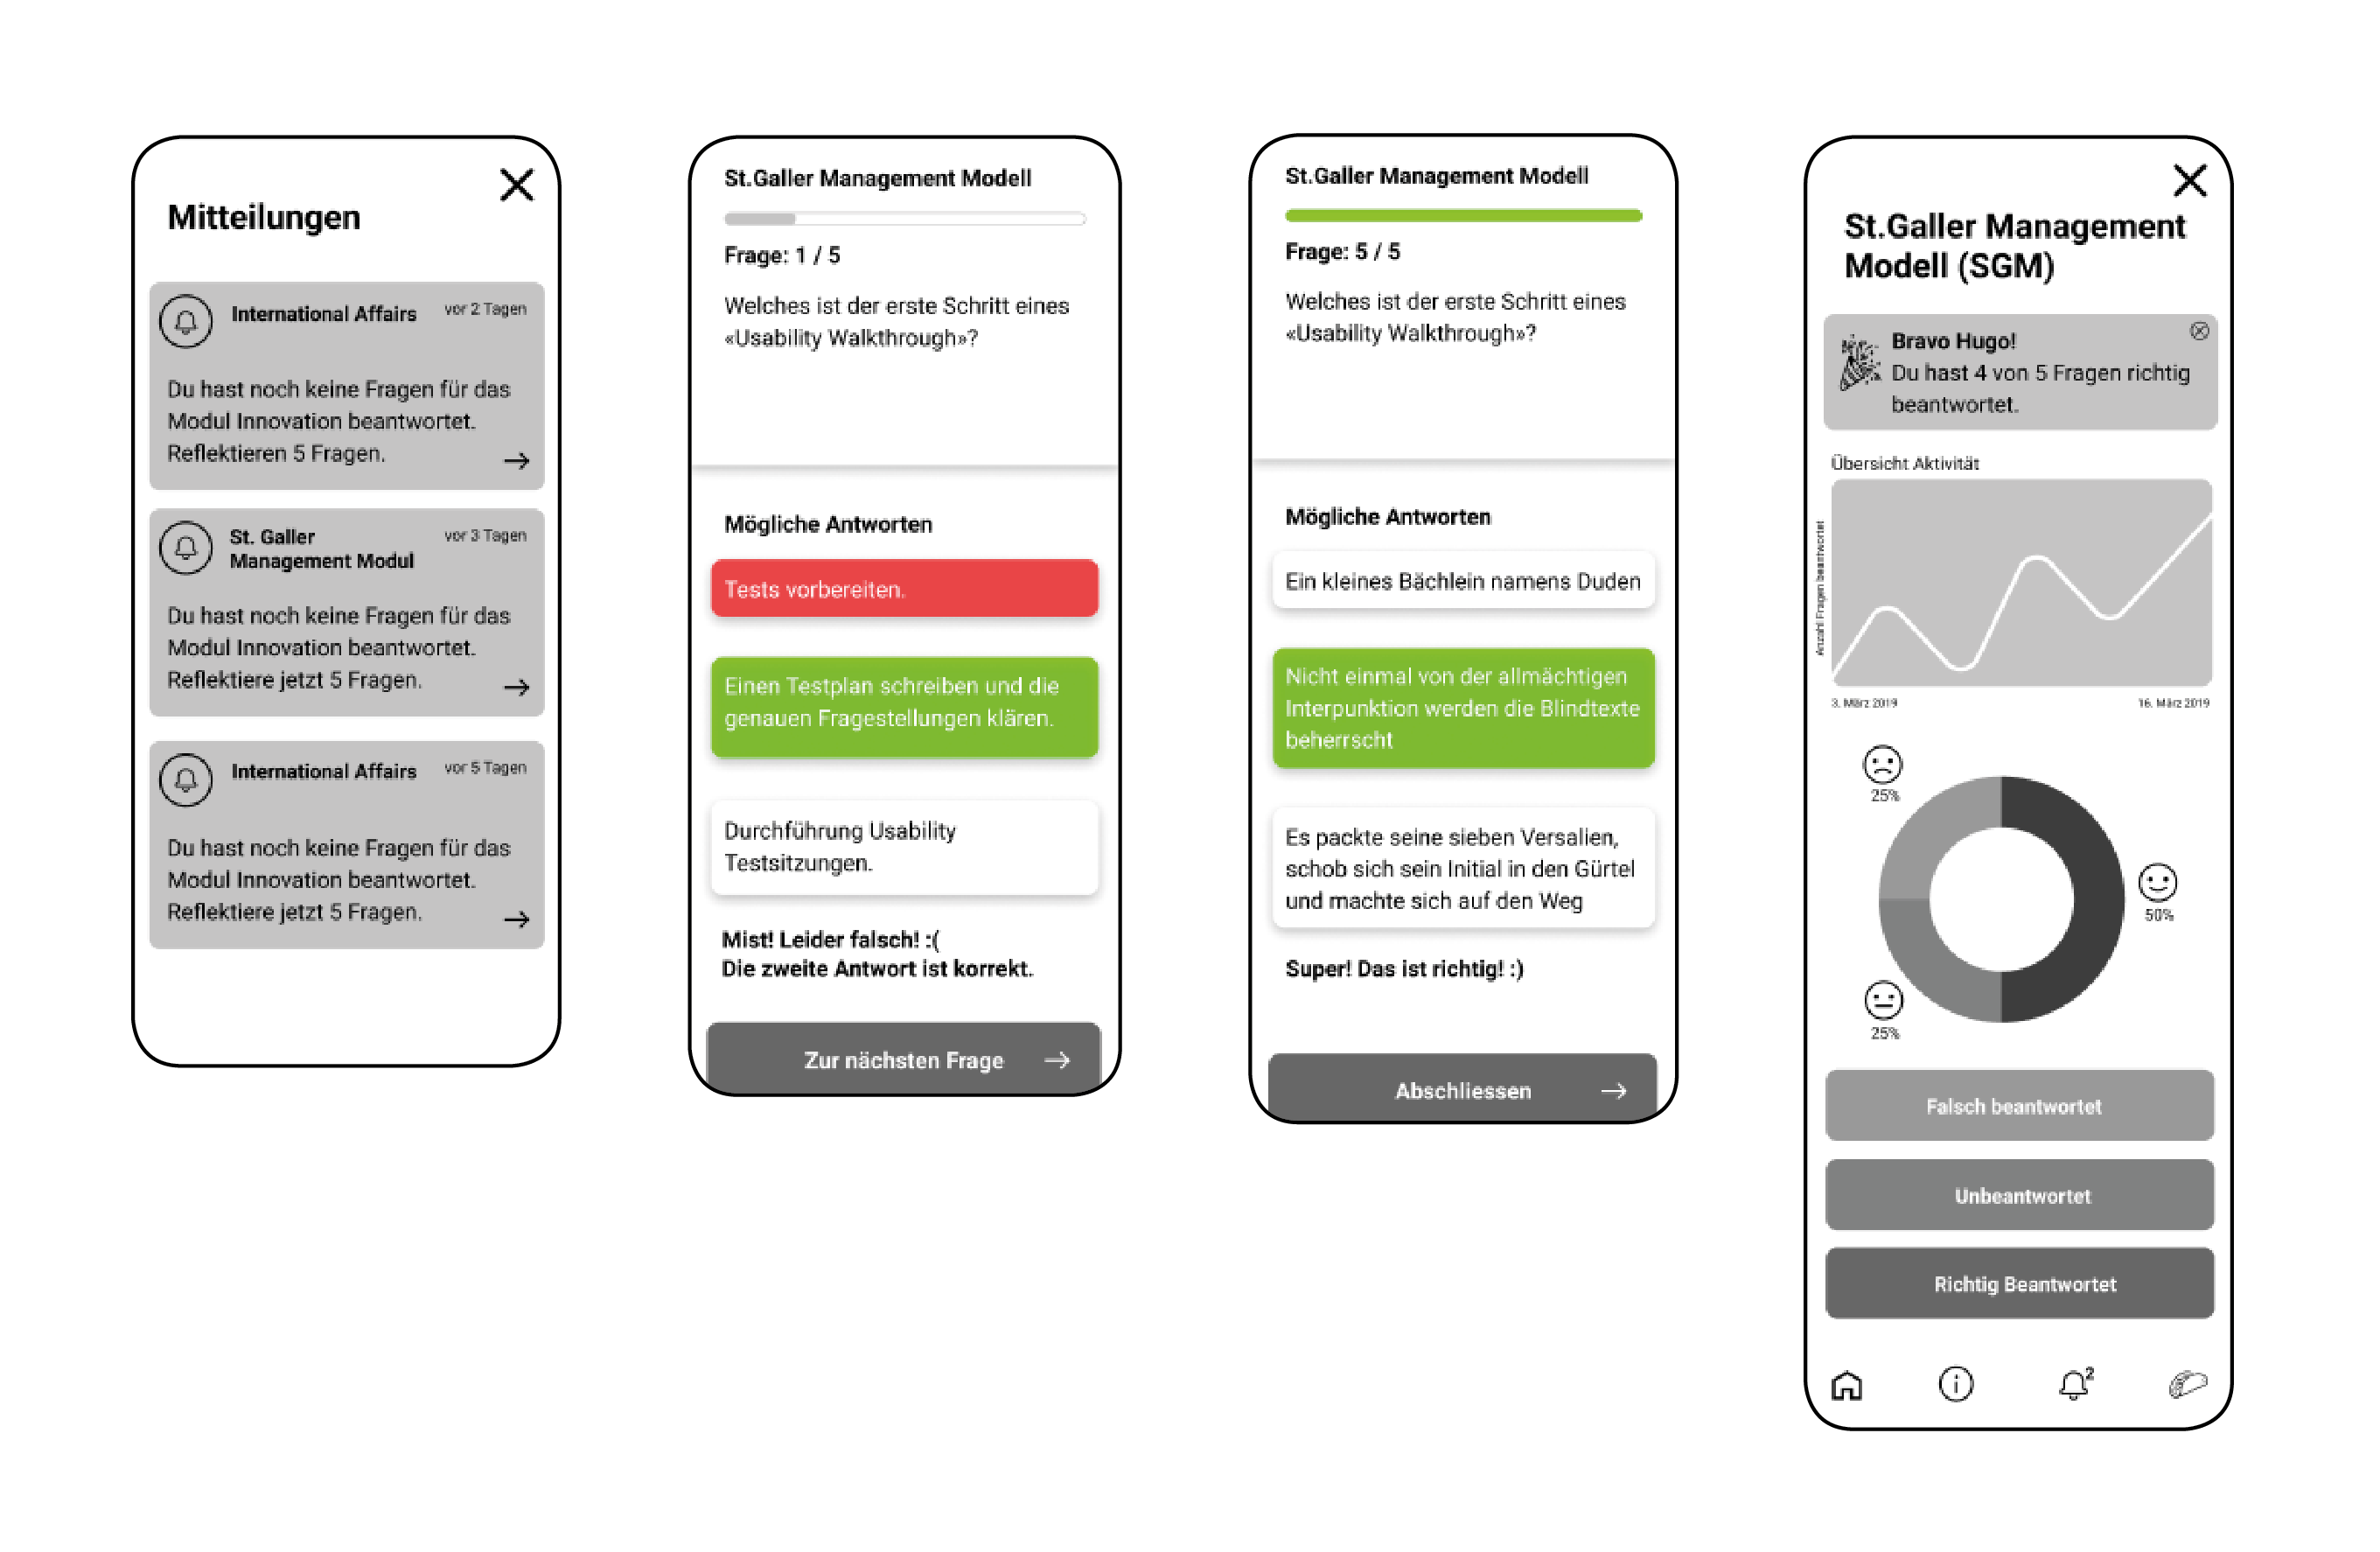 Mitteilungen
International Affairs
vor 2 Tagen
Du hast noch keine Fragen für das
Modul Innovation beantwortet.
Reflektieren 5 Fragen.
St. Galler
Management Modul
vor 3 Tagen
Du hast noch keine Fragen für das
Modul Innovation beantwortet.
Reflektiere jetzt 5 Fragen.
International Affairs
vor 5 Tagen
Du hast noch keine Fragen für das
Modul Innovation beantwortet.
Reflektiere jetzt 5 Fragen.
St.Galler Management Modell
Frage: 1 / 5
Welches ist der erste Schritt eines
«Usability Walkthrough»?
Mögliche Antworten
Tests vorbereiten.
Einen Testplan schreiben und die
genauen Fragestellungen klären.
Durchführung Usability
Testsitzungen.
Mist! Leider falsch! :(
Die zweite Antwort ist korrekt.
Zur nächsten Frage
St.Galler Management Modell
Frage: 5 / 5
Welches ist der erste Schritt eines
«Usability Walkthrough»?
Mögliche Antworten
Ein kleines Bächlein namens Duden
Nicht einmal von der allmächtigen
Interpunktion werden die Blindtexte
beherrscht
Es packte seine sieben Versalien,
schob sich sein Initial in den Gürtel
und machte sich auf den Weg
Super! Das ist richtig! :)
Abschliessen
St.Galler Management
Modell (SGM)
Bravo Hugo!
Du hast 4 von 5 Fragen richtig
beantwortet.
Übersicht Aktivität
Anzahl Fragen beantwortet
3. März 2019
16. März 2019
25%
50%
25%
Falsch beantwortet
Unbeantwortet
Richtig Beantwortet
2